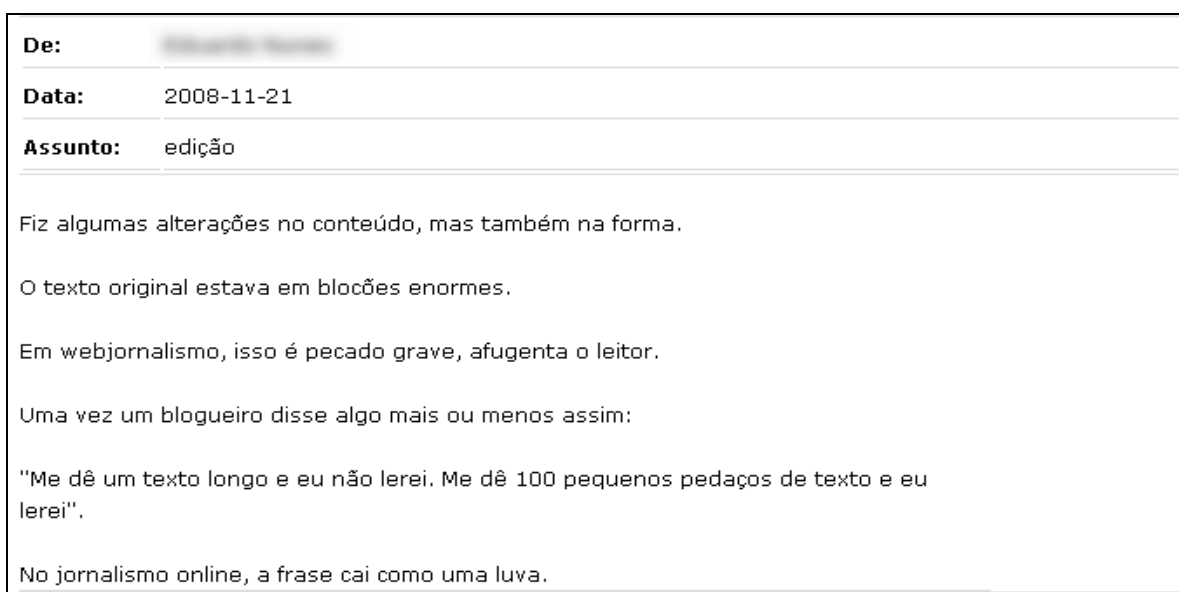 De:
Data: 2008-11-21
Assunto: edição
Fiz algumas alterações no conteúdo, mas também na forma.
O texto original estava em blocões enormes.
Em webjornalismo, isso é pecado grave, afugenta o leitor.
Uma vez um blogueiro disse algo mais ou menos assim:
"Me dê um texto longo e eu não lerei. Me dê 100 pequenos pedaços de texto e eu
lerei".
No jornalismo online, a frase cai como uma luva.